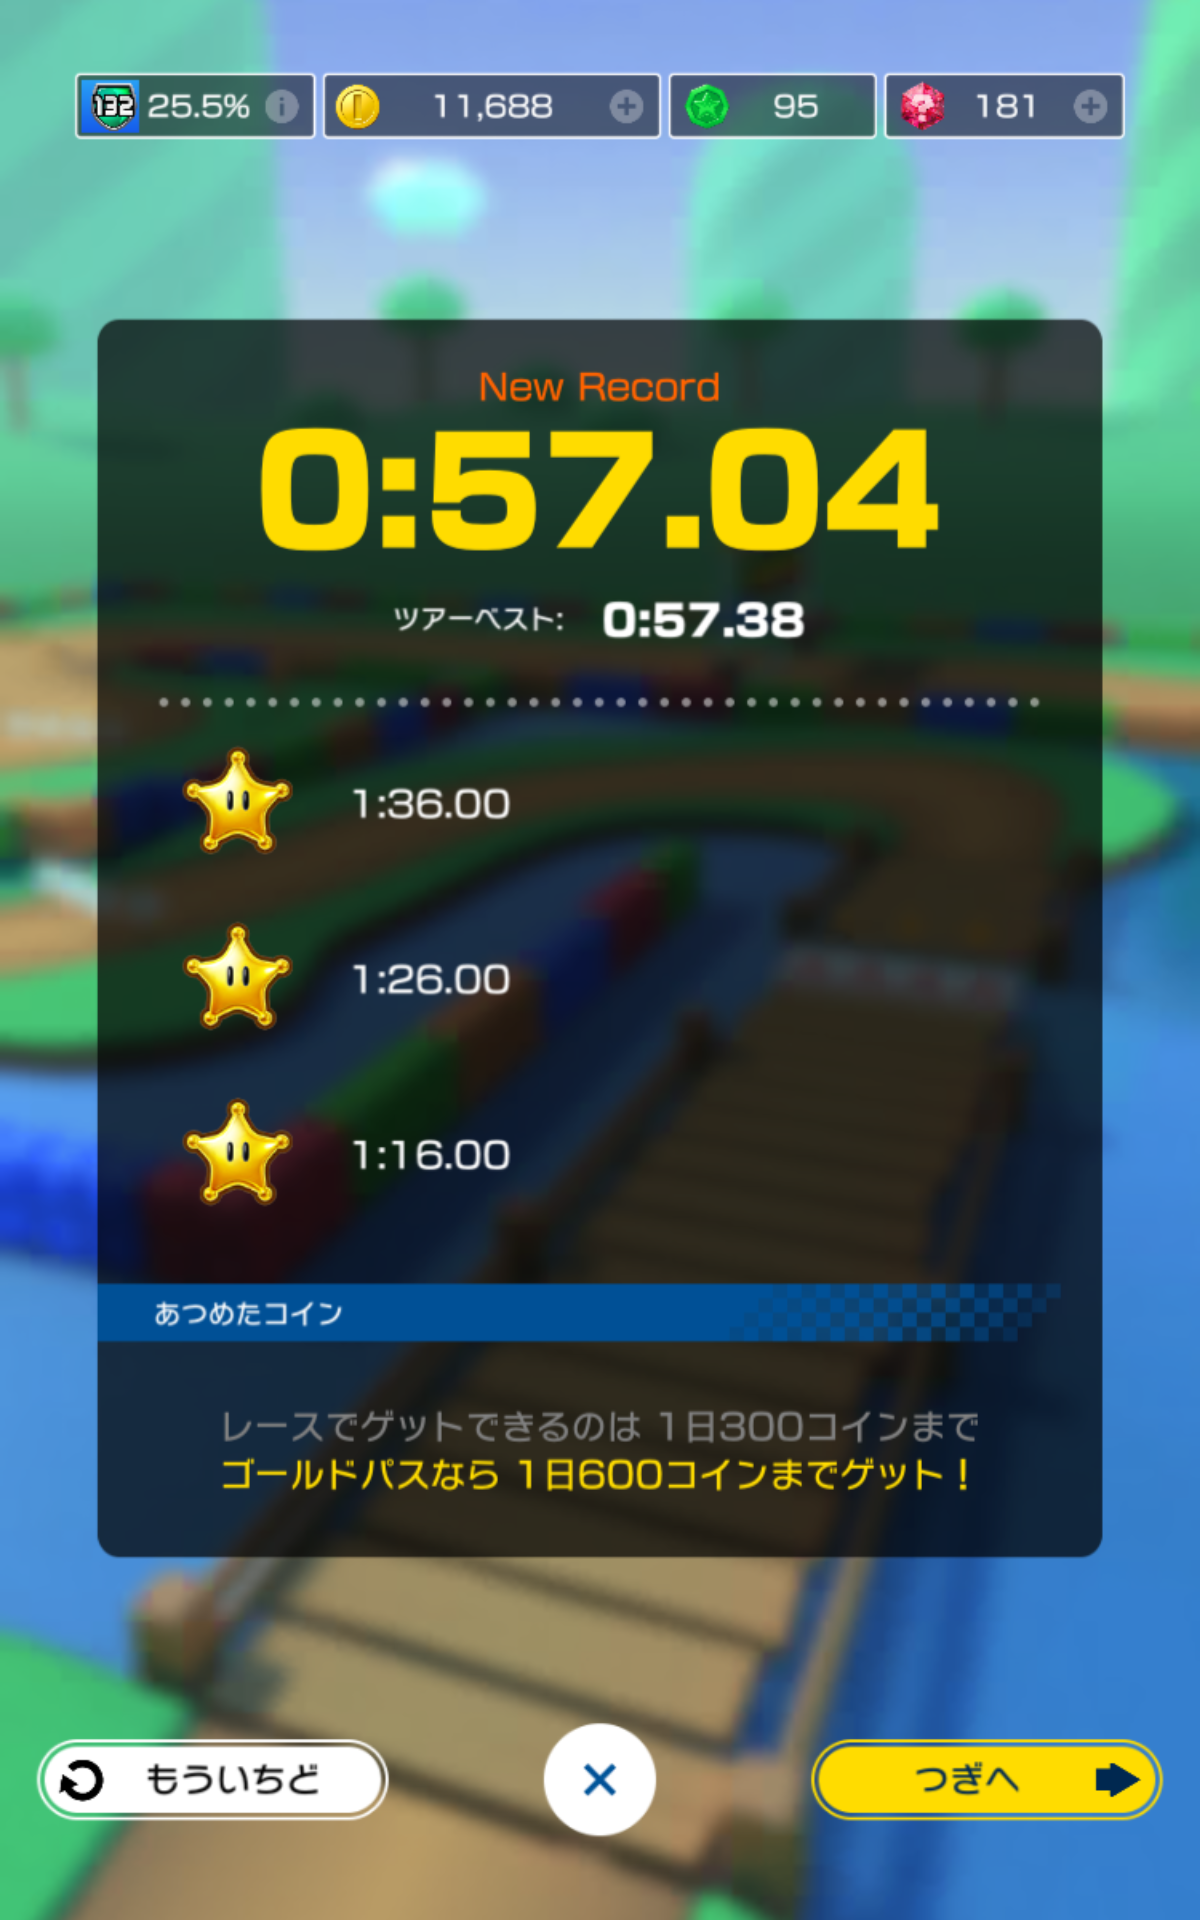 132 25.5% i 11,688 + 95 181 +
New Record
0:57.04
ツアーベスト: 0:57.38
1:36.00
1:26.00
1:16.00
あつめたコイン
レースでゲットできるのは 1日300コインまで
ゴールドパスなら 1日600コインまでゲット！
もういちど × つぎへ